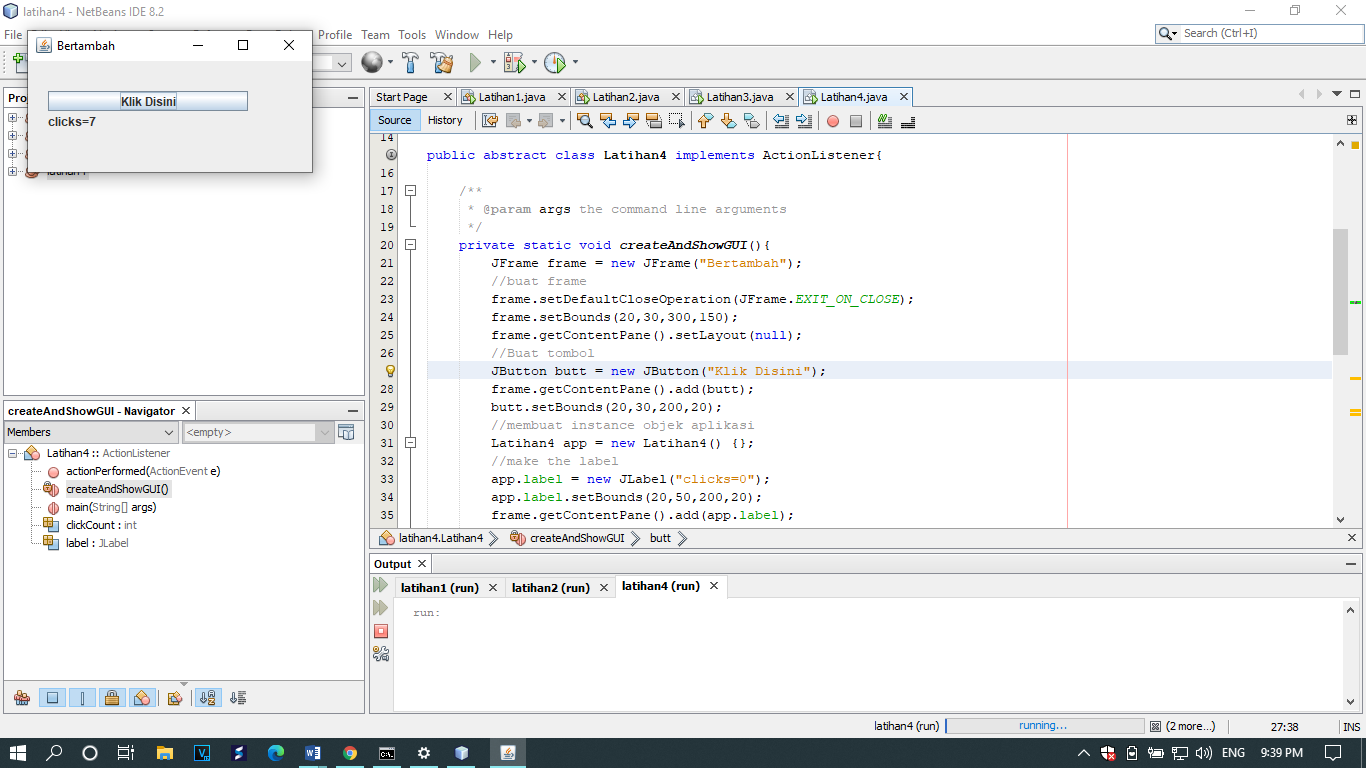 latihan4 - NetBeans IDE 8.2
File
Profile Team Tools Window Help
Search (Ctrl+I)
Bertambah
Klik Disini
clicks=7
Start Page Latihan1.java Latihan2.java Latihan3.java Latihan4.java
Source History
14
public abstract class Latihan4 implements ActionListener{
16
17 /**
18 * @param args the command line arguments
19 */
20 private static void createAndShowGUI(){
21 JFrame frame = new JFrame("Bertambah");
22 //buat frame
23 frame.setDefaultCloseOperation(JFrame.EXIT_ON_CLOSE);
24 frame.setBounds(20,30,300,150);
25 frame.getContentPane().setLayout(null);
26 //Buat tombol
JButton butt = new JButton("Klik Disini");
28 frame.getContentPane().add(butt);
29 butt.setBounds(20,30,200,20);
30 //membuat instance objek aplikasi
31 Latihan4 app = new Latihan4() {};
32 //make the label
33 app.label = new JLabel("clicks=0");
34 app.label.setBounds(20,50,200,20);
35 frame.getContentPane().add(app.label);
latihan4.Latihan4 createAndShowGUI butt
createAndShowGUI - Navigator
Members <empty>
Latihan4 :: ActionListener
actionPerformed(ActionEvent e)
createAndShowGUI()
main(String[] args)
clickCount : int
label : JLabel
Output
latihan1 (run) latihan2 (run) latihan4 (run)
run:
latihan4 (run) running... (2 more...) 27:38 INS
ENG 9:39 PM